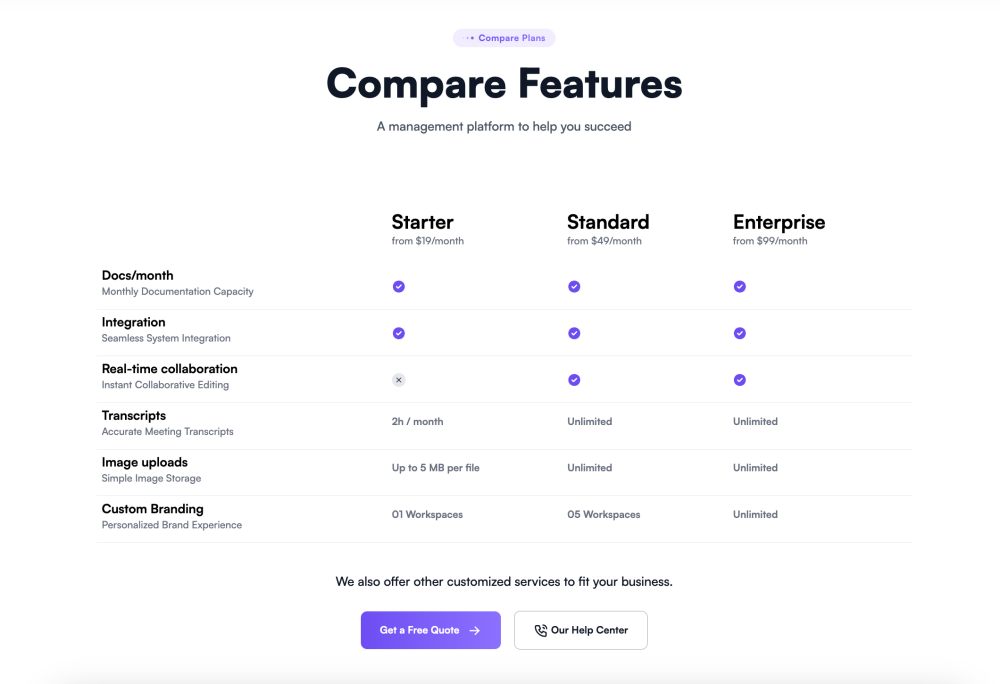 Compare Plans
Compare Features
A management platform to help you succeed
Starter Standard Enterprise
from $19/month from $49/month from $99/month
Docs/month
Monthly Documentation Capacity
Integration
Seamless System Integration
Real-time collaboration
Instant Collaborative Editing
Transcripts
Accurate Meeting Transcripts
2h / month Unlimited Unlimited
Image uploads
Simple Image Storage
Up to 5 MB per file Unlimited Unlimited
Custom Branding
Personalized Brand Experience
01 Workspaces 05 Workspaces Unlimited
We also offer other customized services to fit your business.
Get a Free Quote Our Help Center